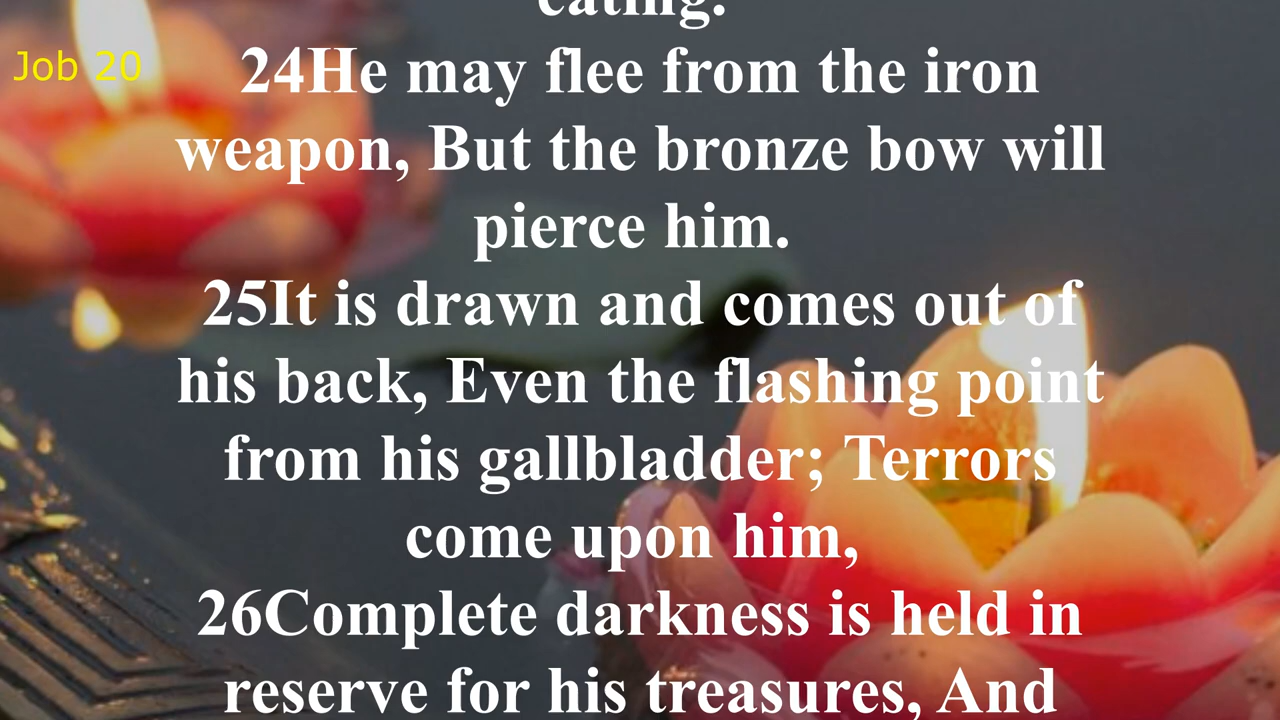 eating.
Job 20
24He may flee from the iron
weapon, But the bronze bow will
pierce him.
25It is drawn and comes out of
his back, Even the flashing point
from his gallbladder; Terrors
come upon him,
26Complete darkness is held in
reserve for his treasures, And